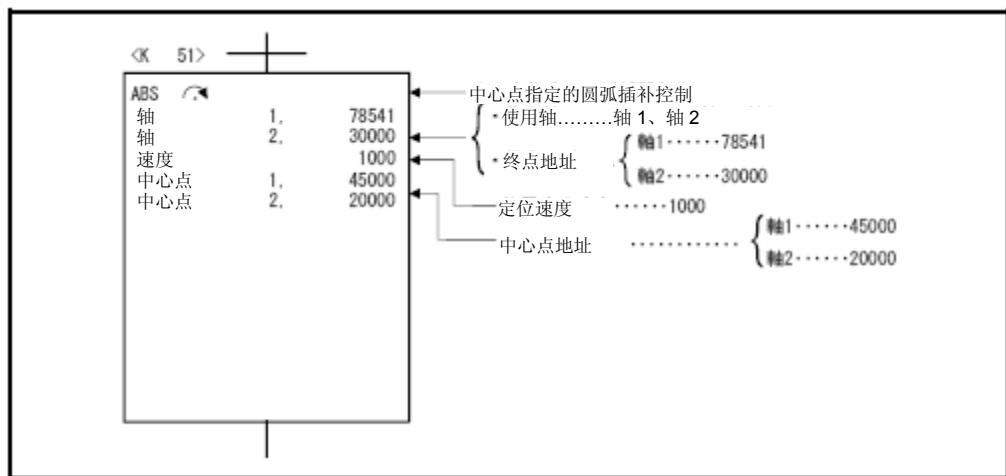 <K 51>
ABS
轴 1, 78541
轴 2, 30000
速度 1000
中心点 1, 45000
中心点 2, 20000
中心点指定的圆弧插补控制
・使用轴………轴 1、轴 2
・终点地址
軸1・・・・・・78541
軸2・・・・・・30000
定位速度 ・・・・・・1000
中心点地址 ・・・・・・・・・・・・
軸1・・・・・・45000
軸2・・・・・・20000